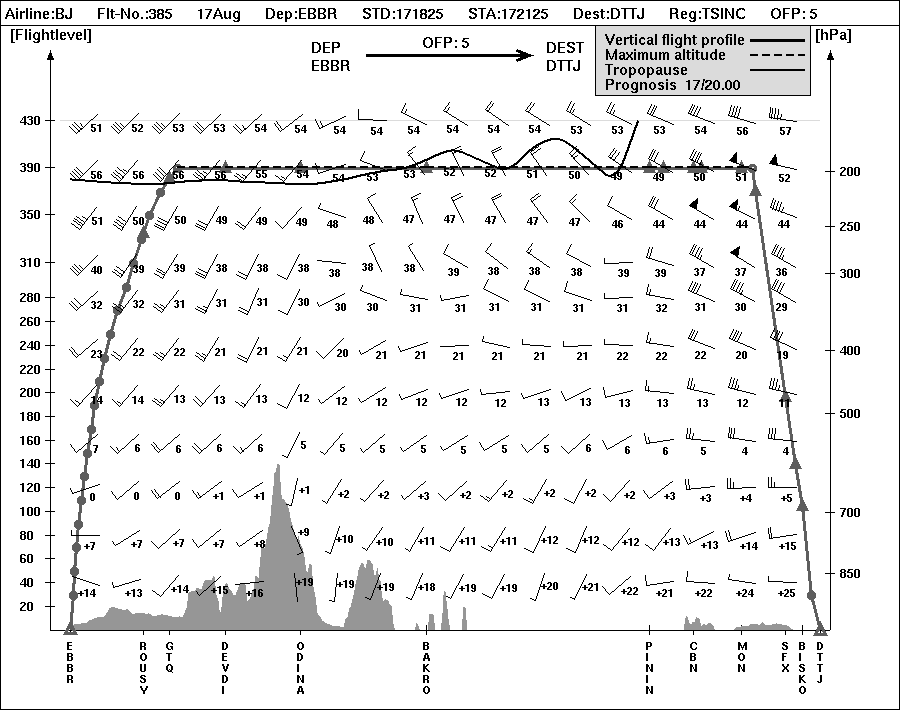 Airline:BJ Flt-No.:385 17Aug Dep:EBBR STD:171825 STA:172125 Dest:DTTJ Reg:TSINC OFP: 5
[Flightlevel] DEP OFP: 5 DEST [hPa]
EBBR DTTJ
Vertical flight profile
Maximum altitude
Tropopause
Prognosis 17/20.00
430 51 52 53 53 54 54 54 54 54 54 54 53 53 53 54 56 57
390 56 56 56 56 55 54 54 53 53 52 52 51 50 49 49 50 51 52 200
350 51 50 50 49 49 49 48 48 47 47 47 47 46 44 44 44 44 250
310 40 39 39 38 38 38 38 38 38 39 38 38 38 39 39 37 37 36 300
280 32 32 31 31 31 30 30 30 31 31 31 31 31 31 32 31 30 29
260
240 23 22 22 21 21 21 20 21 21 21 21 21 21 22 22 22 20 19 400
220
200 14 14 13 13 13 12 12 12 12 12 12 13 13 13 13 13 12 11
180 500
160 7 6 6 6 6 5 5 5 5 5 5 5 6 6 6 5 4 4
140
120 0 0 0 +1 +1 +1 +2 +2 +3 +2 +2 +2 +2 +2 +3 +3 +4 +5
100 700
80 +7 +7 +7 +7 +8 +9 +10 +10 +11 +11 +11 +12 +12 +12 +13 +13 +14 +15
60
40 +14 +13 +14 +15 +16 +19 +19 +19 +18 +19 +19 +20 +21 +22 +21 +22 +24 +25 850
20
EBBR ROUSY GTQ DEVDI ODINA BAKRO PININ CBN MON SFX BISKO DTTJ